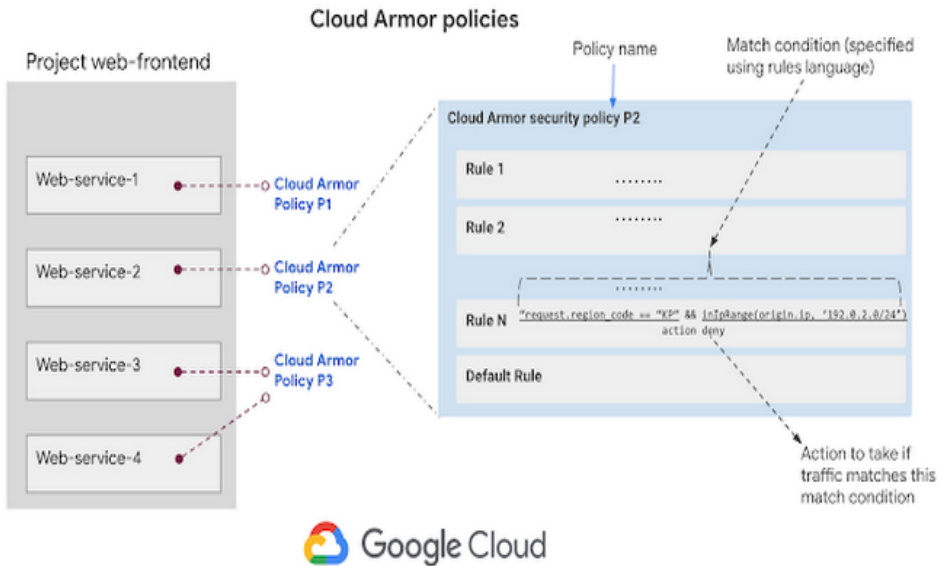 Cloud Armor policies
Project web-frontend
Web-service-1
Web-service-2
Web-service-3
Web-service-4
Cloud Armor
Policy P1
Cloud Armor
Policy P2
Cloud Armor
Policy P3
Policy name
Match condition (specified
using rules language)
Cloud Armor security policy P2
Rule 1
........
Rule 2
........
........
Rule N
"request.region_code == "KP" && inIpRange(origin.ip, '192.0.2.0/24")
action deny
Default Rule
Action to take if
traffic matches this
match condition
Google Cloud